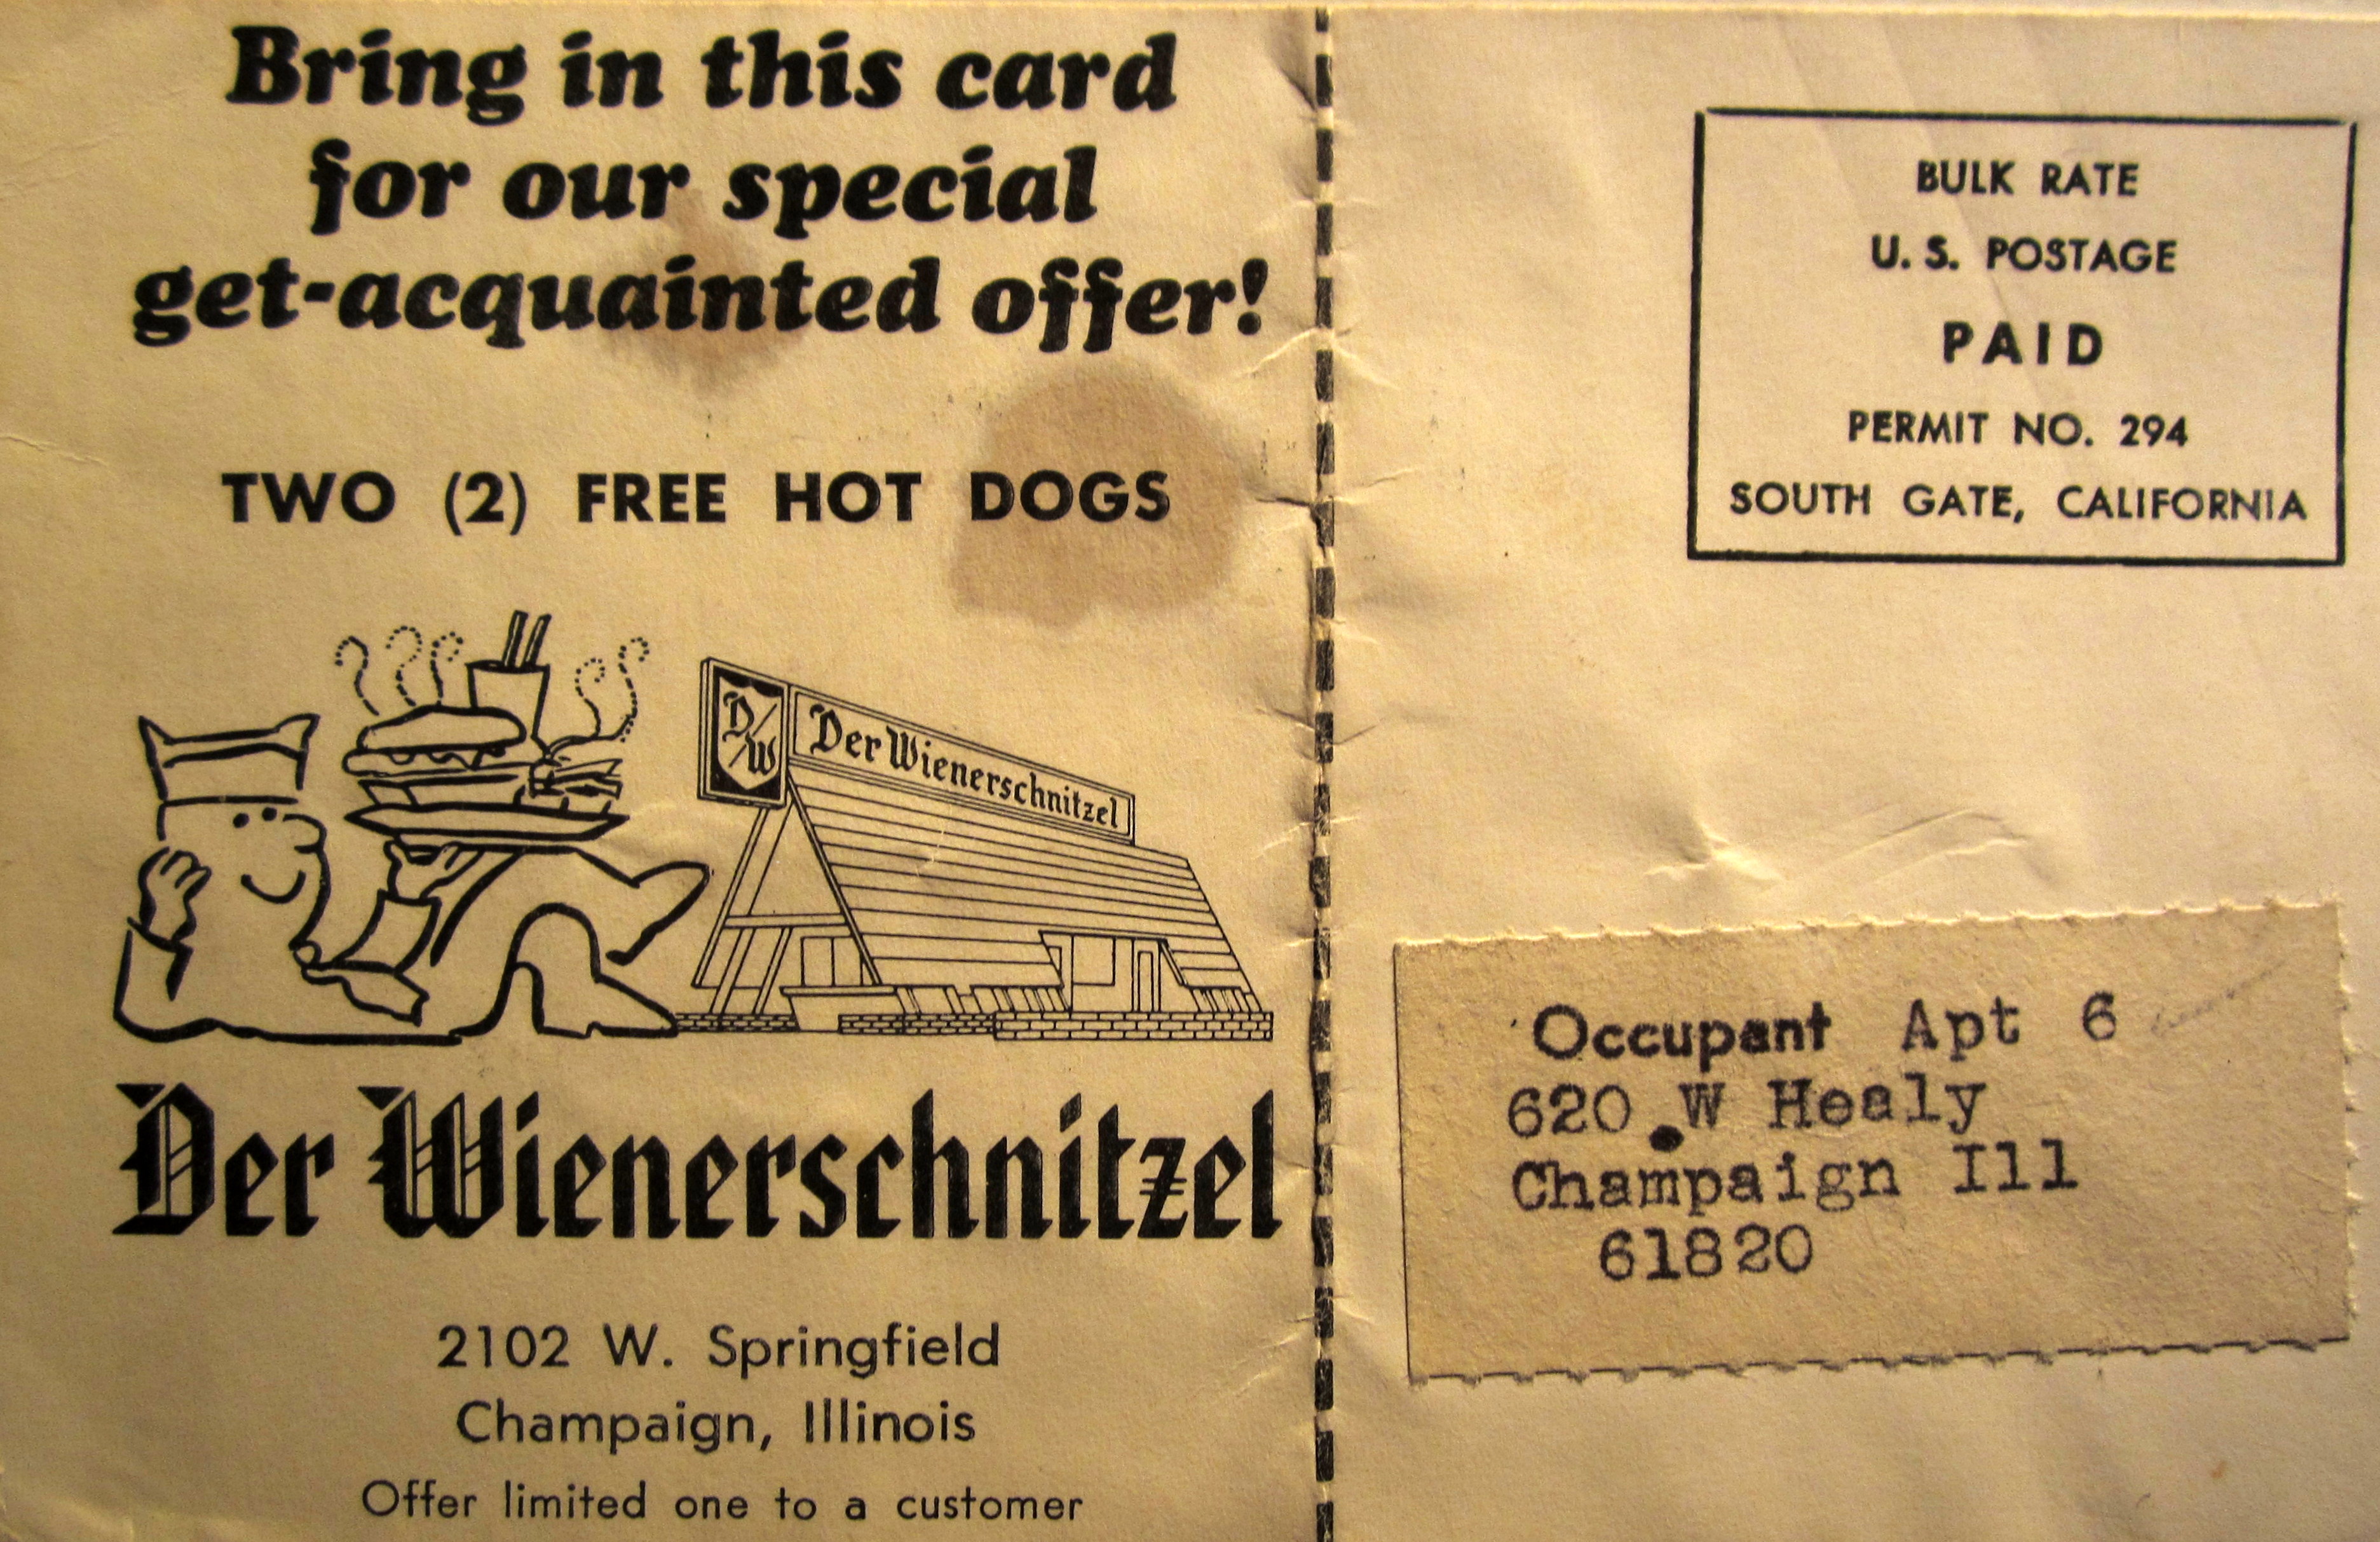 Bring in this card
for our special
get-acquainted offer!
TWO (2) FREE HOT DOGS
D/W
Der Wienerschnitzel
Der Wienerschnitzel
2102 W. Springfield
Champaign, Illinois
Offer limited one to a customer
BULK RATE
U. S. POSTAGE
PAID
PERMIT NO. 294
SOUTH GATE, CALIFORNIA
Occupant Apt 6
620 W Healy
Champaign Ill
61820